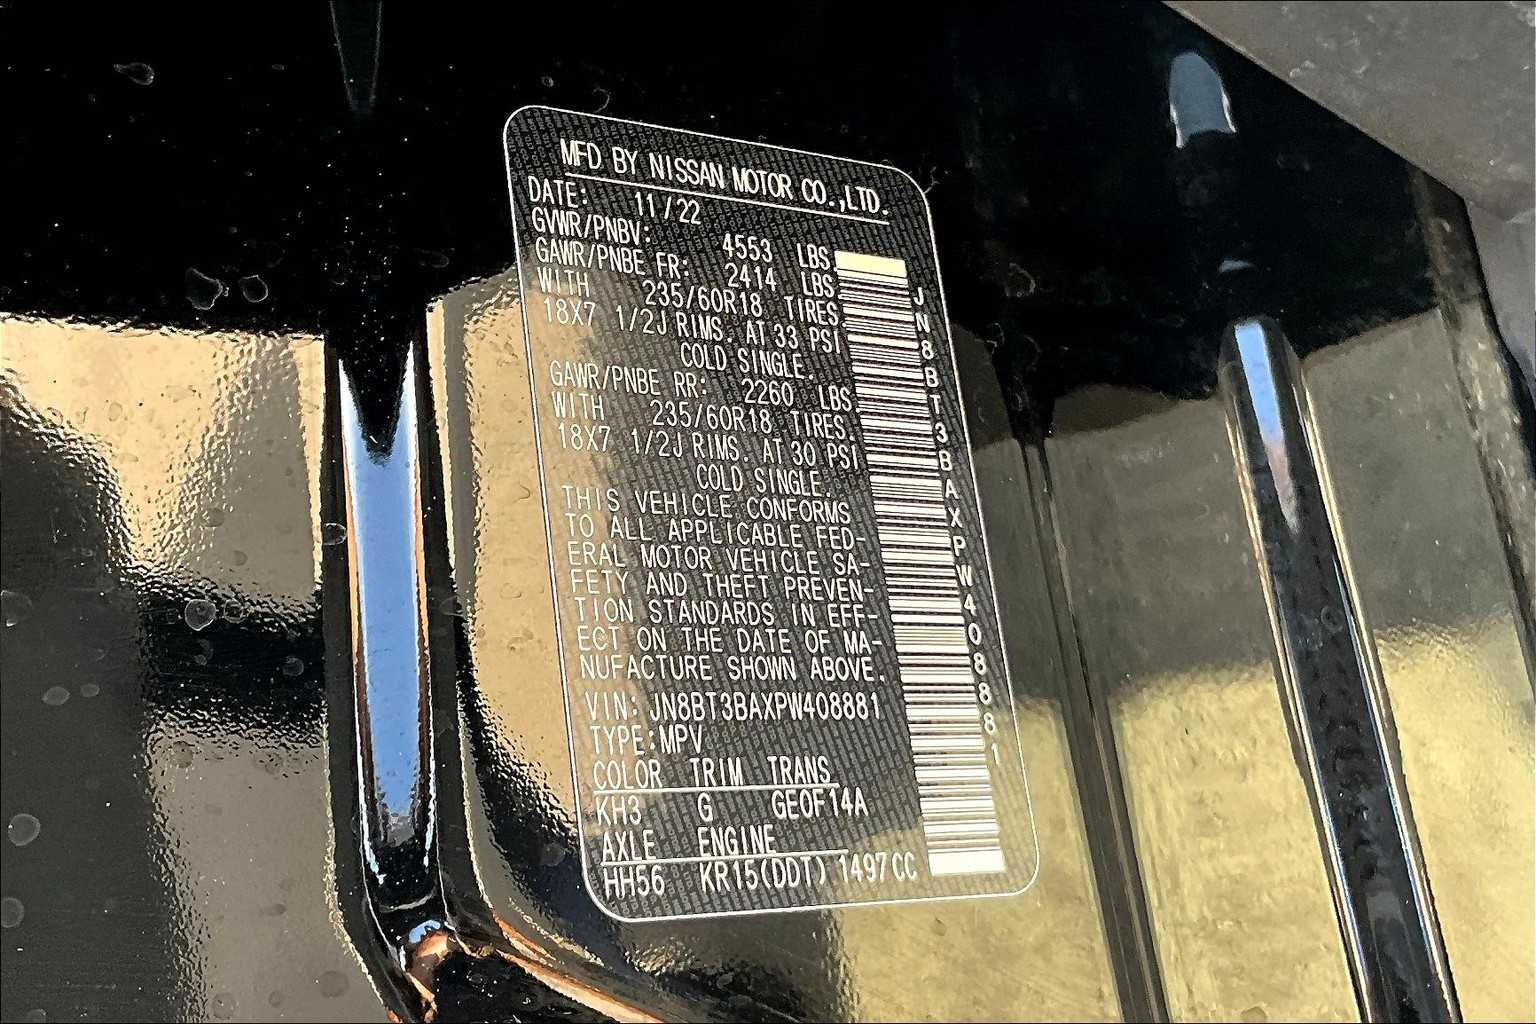 MFD BY NISSAN MOTOR CO.,LTD.
DATE: 11/22
GVWR/PNBV: 4553 LBS
GAWR/PNBE FR: 2414 LBS
WITH 235/60R18 TIRES.
18X7 1/2J RIMS. AT 33 PSI
COLD SINGLE.
GAWR/PNBE RR: 2260 LBS.
WITH 235/60R18 TIRES.
18X7 1/2J RIMS. AT 30 PSI
COLD SINGLE.
THIS VEHICLE CONFORMS
TO ALL APPLICABLE FED-
ERAL MOTOR VEHICLE SA-
FETY AND THEFT PREVEN-
TION STANDARDS IN EFF-
ECT ON THE DATE OF MA-
NUFACTURE SHOWN ABOVE.
VIN: JN8BT3BAXPW408881
TYPE:MPV
COLOR TRIM TRANS
KH3 G GEOF14A
AXLE ENGINE
HH56 KR15(DDT) 1497CC
JN8BT3BAXPW408881